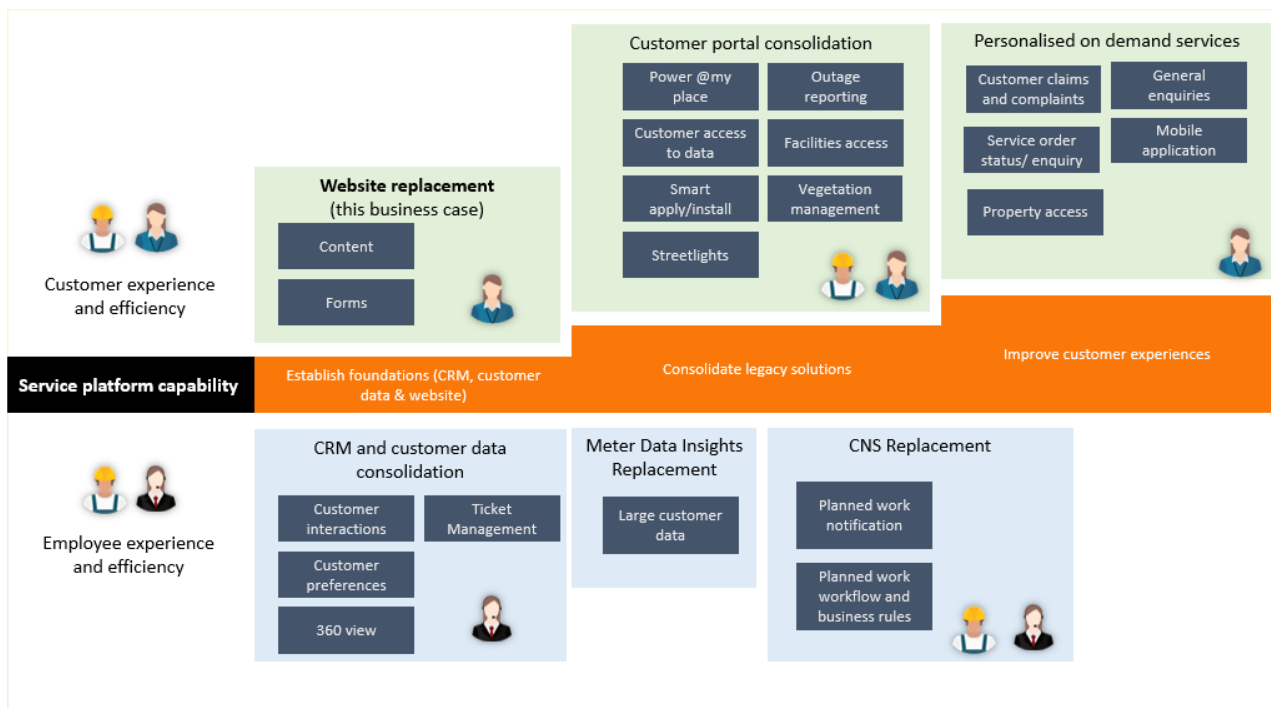 Customer portal consolidation
Power @my
place
Outage
reporting
Customer access
to data
Facilities access
Smart
apply/install
Vegetation
management
Streetlights
Personalised on demand services
Customer claims
and complaints
General
enquiries
Service order
status/ enquiry
Mobile
application
Property access
Website replacement
(this business case)
Content
Forms
Customer experience
and efficiency
Service platform capability
Establish foundations (CRM, customer
data & website)
Consolidate legacy solutions
Improve customer experiences
Employee experience
and efficiency
CRM and customer data
consolidation
Customer
interactions
Ticket
Management
Customer
preferences
360 view
Meter Data Insights
Replacement
Large customer
data
CNS Replacement
Planned work
notification
Planned work
workflow and
business rules